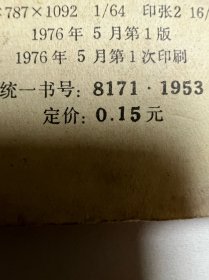 787×1092 1/64 印张2 16/
1976年 5月第1版
1976年 5月第1次印刷
统一书号: 8171·1953
定价: 0.15元